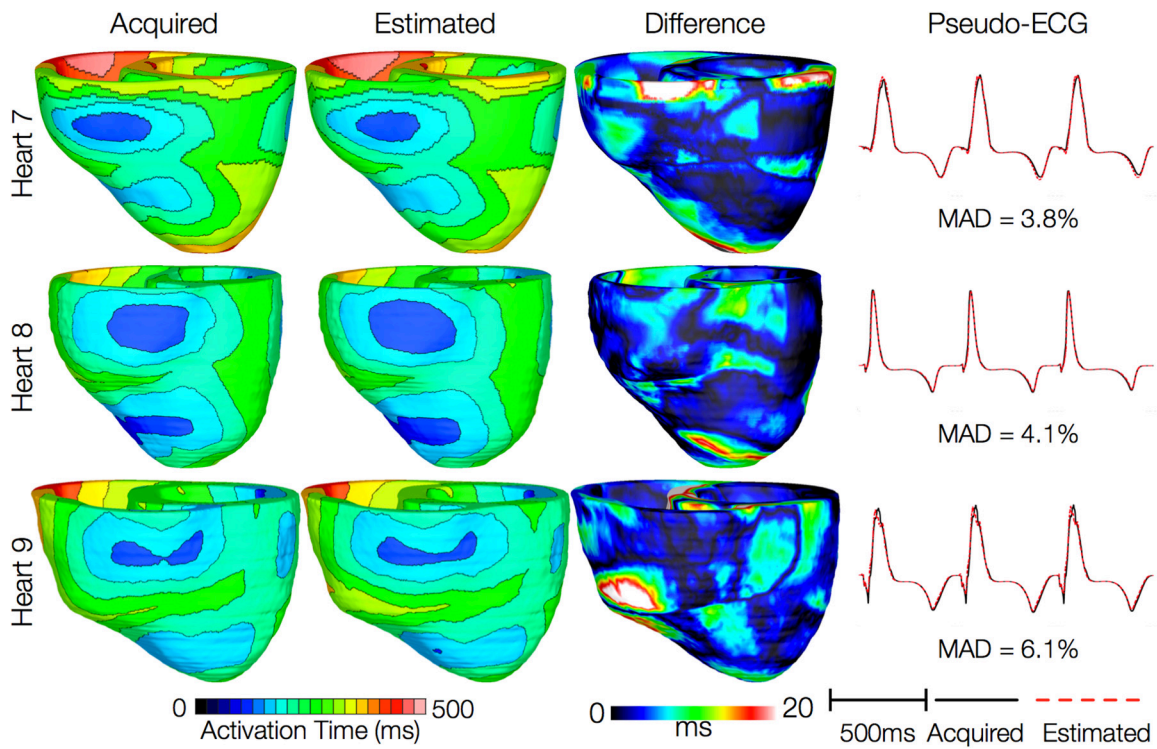 Acquired Estimated Difference Pseudo-ECG
Heart 7
MAD = 3.8%
Heart 8
MAD = 4.1%
Heart 9
MAD = 6.1%
0 500 0 20
Activation Time (ms) ms 500ms Acquired Estimated